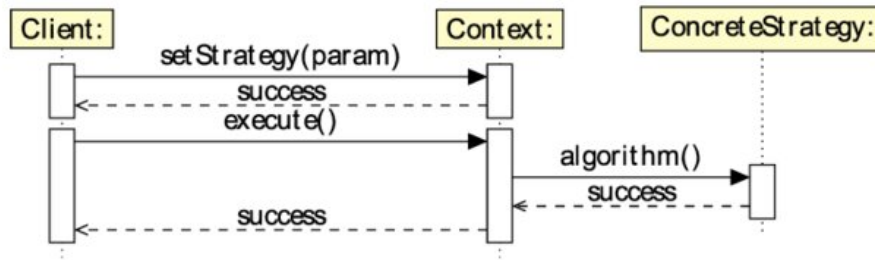 Client:
Context:
ConcreteStrategy:
setStrategy(param)
success
execute()
algorithm()
success
success